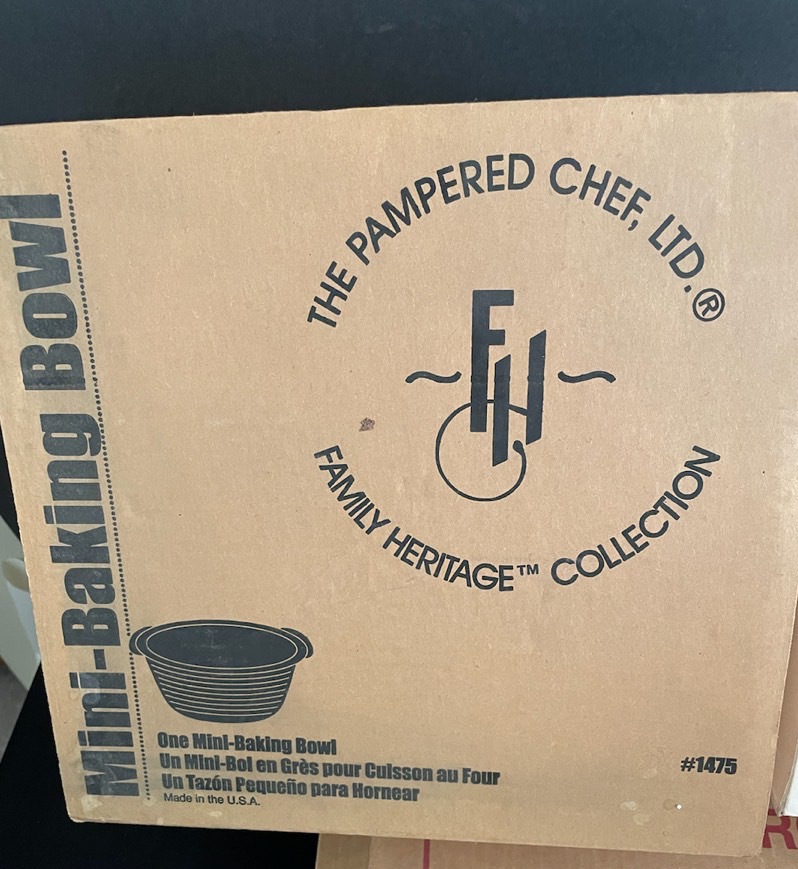 Mini-Baking Bowl
THE PAMPERED CHEF, LTD.®
FH
FAMILY HERITAGE™ COLLECTION
One Mini-Baking Bowl
Un Mini-Bol en Grès pour Cuisson au Four
Un Tazón Pequeño para Hornear
Made in the U.S.A.
#1475